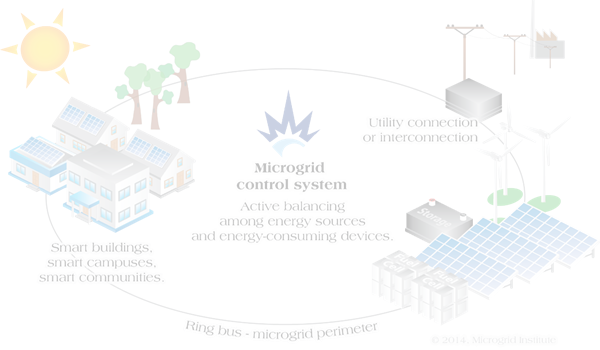 Utility connection
or interconnection
Microgrid
control system
Active balancing
among energy sources
and energy-consuming devices.
Smart buildings,
smart campuses,
smart communities.
Ring bus - microgrid perimeter
© 2014, Microgrid Institute